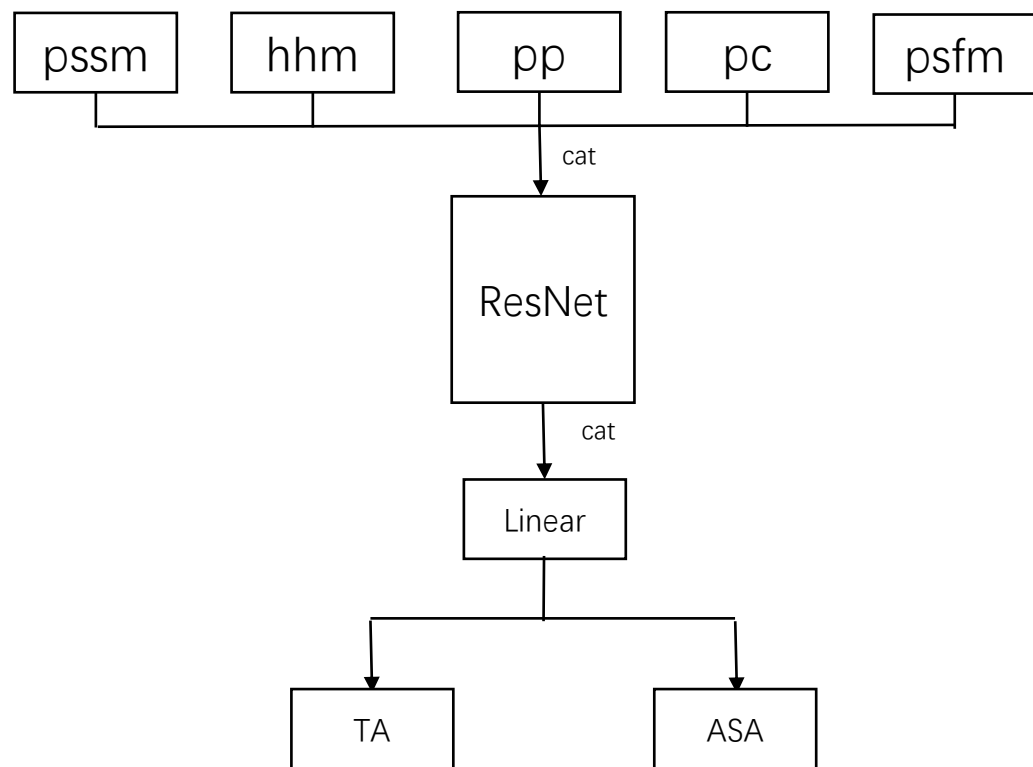 pssm
hhm
pp
pc
psfm
cat
ResNet
cat
Linear
TA
ASA